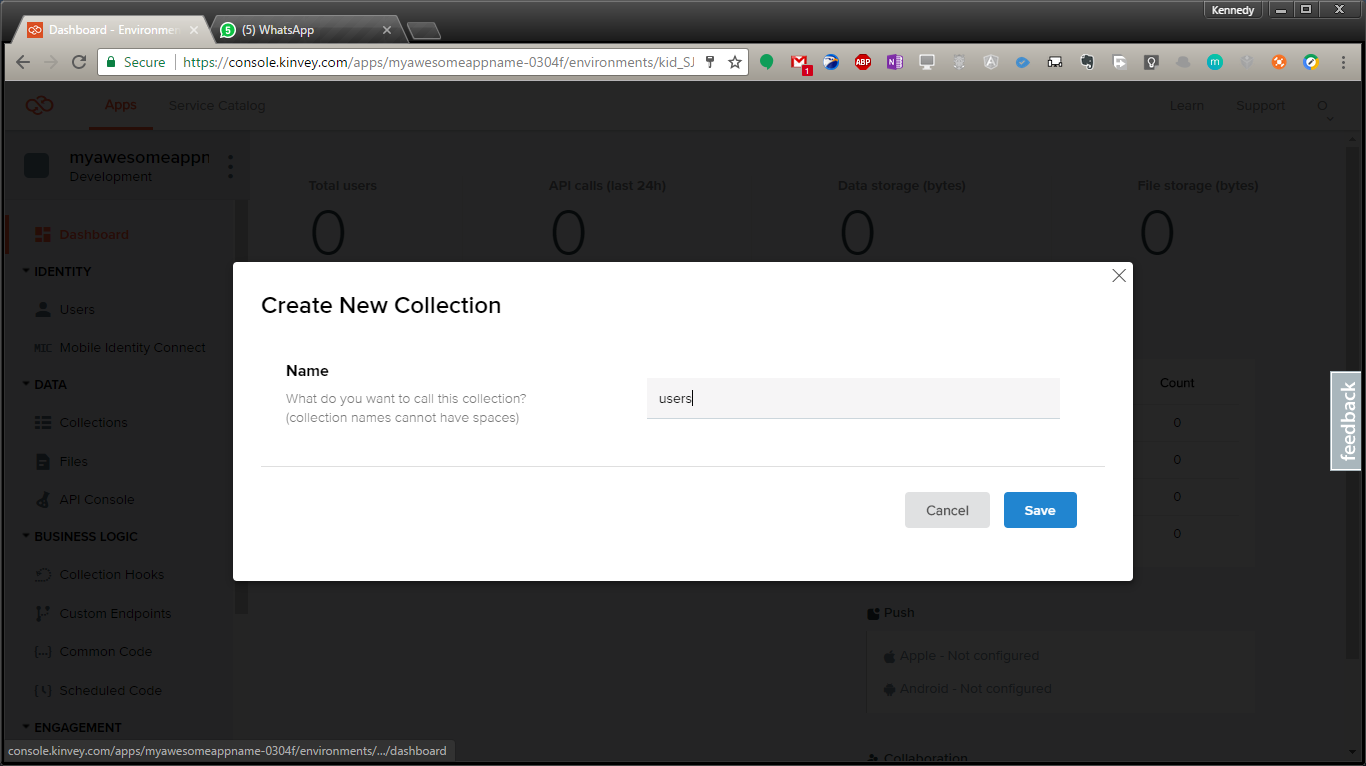 Kennedy
Dashboard - Environmen
(5) WhatsApp
Secure
https://console.kinvey.com/apps/myawesomeappname-0304f/environments/kid_SJ
1
ABP
Apps
Service Catalog
Learn
Support
O
myawesomeappn
Development
Total users
API calls (last 24h)
Data storage (bytes)
File storage (bytes)
0
0
0
0
Dashboard
IDENTITY
Users
MIC Mobile Identity Connect
DATA
Collections
Files
API Console
BUSINESS LOGIC
Collection Hooks
Custom Endpoints
Common Code
Scheduled Code
ENGAGEMENT
Create New Collection
Name
What do you want to call this collection?
(collection names cannot have spaces)
users
Cancel
Save
Count
0
0
0
0
feedback
Push
Apple - Not configured
Android - Not configured
Collaboration
console.kinvey.com/apps/myawesomeappname-0304f/environments/.../dashboard